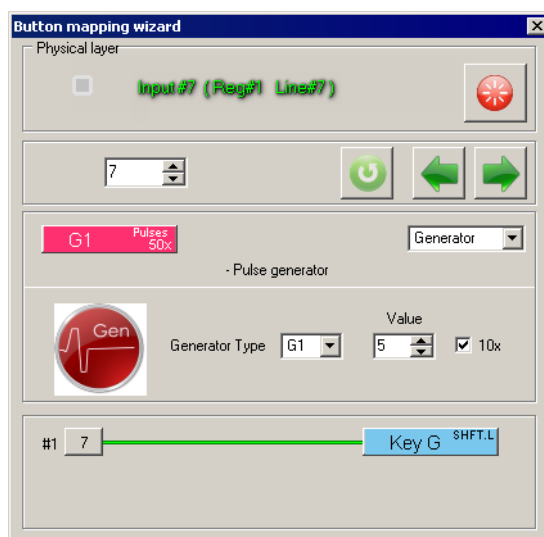 Button mapping wizard
Physical layer
Input#7 (Reg#1 Line#7)
7
G1 Pulses 50x
Generator
- Pulse generator
Gen
Value
Generator Type G1 5 10x
#1 7 Key G SHFT.L